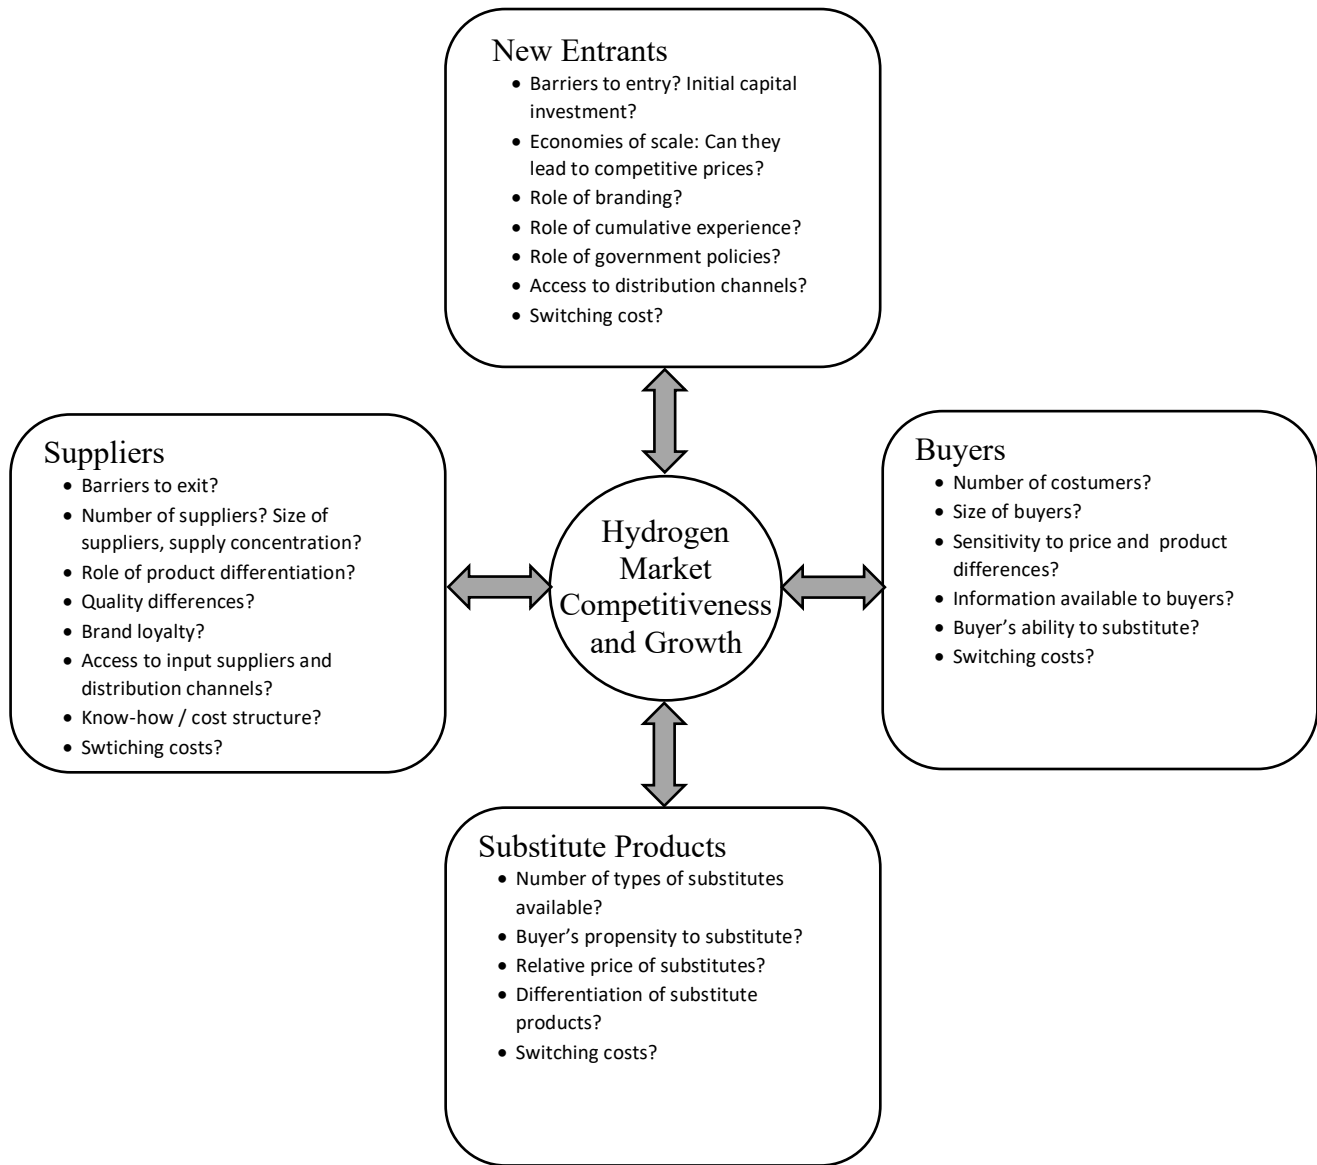 New Entrants
• Barriers to entry? Initial capital
investment?
• Economies of scale: Can they
lead to competitive prices?
• Role of branding?
• Role of cumulative experience?
• Role of government policies?
• Access to distribution channels?
• Switching cost?
Suppliers
• Barriers to exit?
• Number of suppliers? Size of
suppliers, supply concentration?
• Role of product differentiation?
• Quality differences?
• Brand loyalty?
• Access to input suppliers and
distribution channels?
• Know-how / cost structure?
• Swtiching costs?
Hydrogen
Market
Competitiveness
and Growth
Buyers
• Number of costumers?
• Size of buyers?
• Sensitivity to price and product
differences?
• Information available to buyers?
• Buyer’s ability to substitute?
• Switching costs?
Substitute Products
• Number of types of substitutes
available?
• Buyer’s propensity to substitute?
• Relative price of substitutes?
• Differentiation of substitute
products?
• Switching costs?